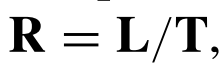 R = L/T,